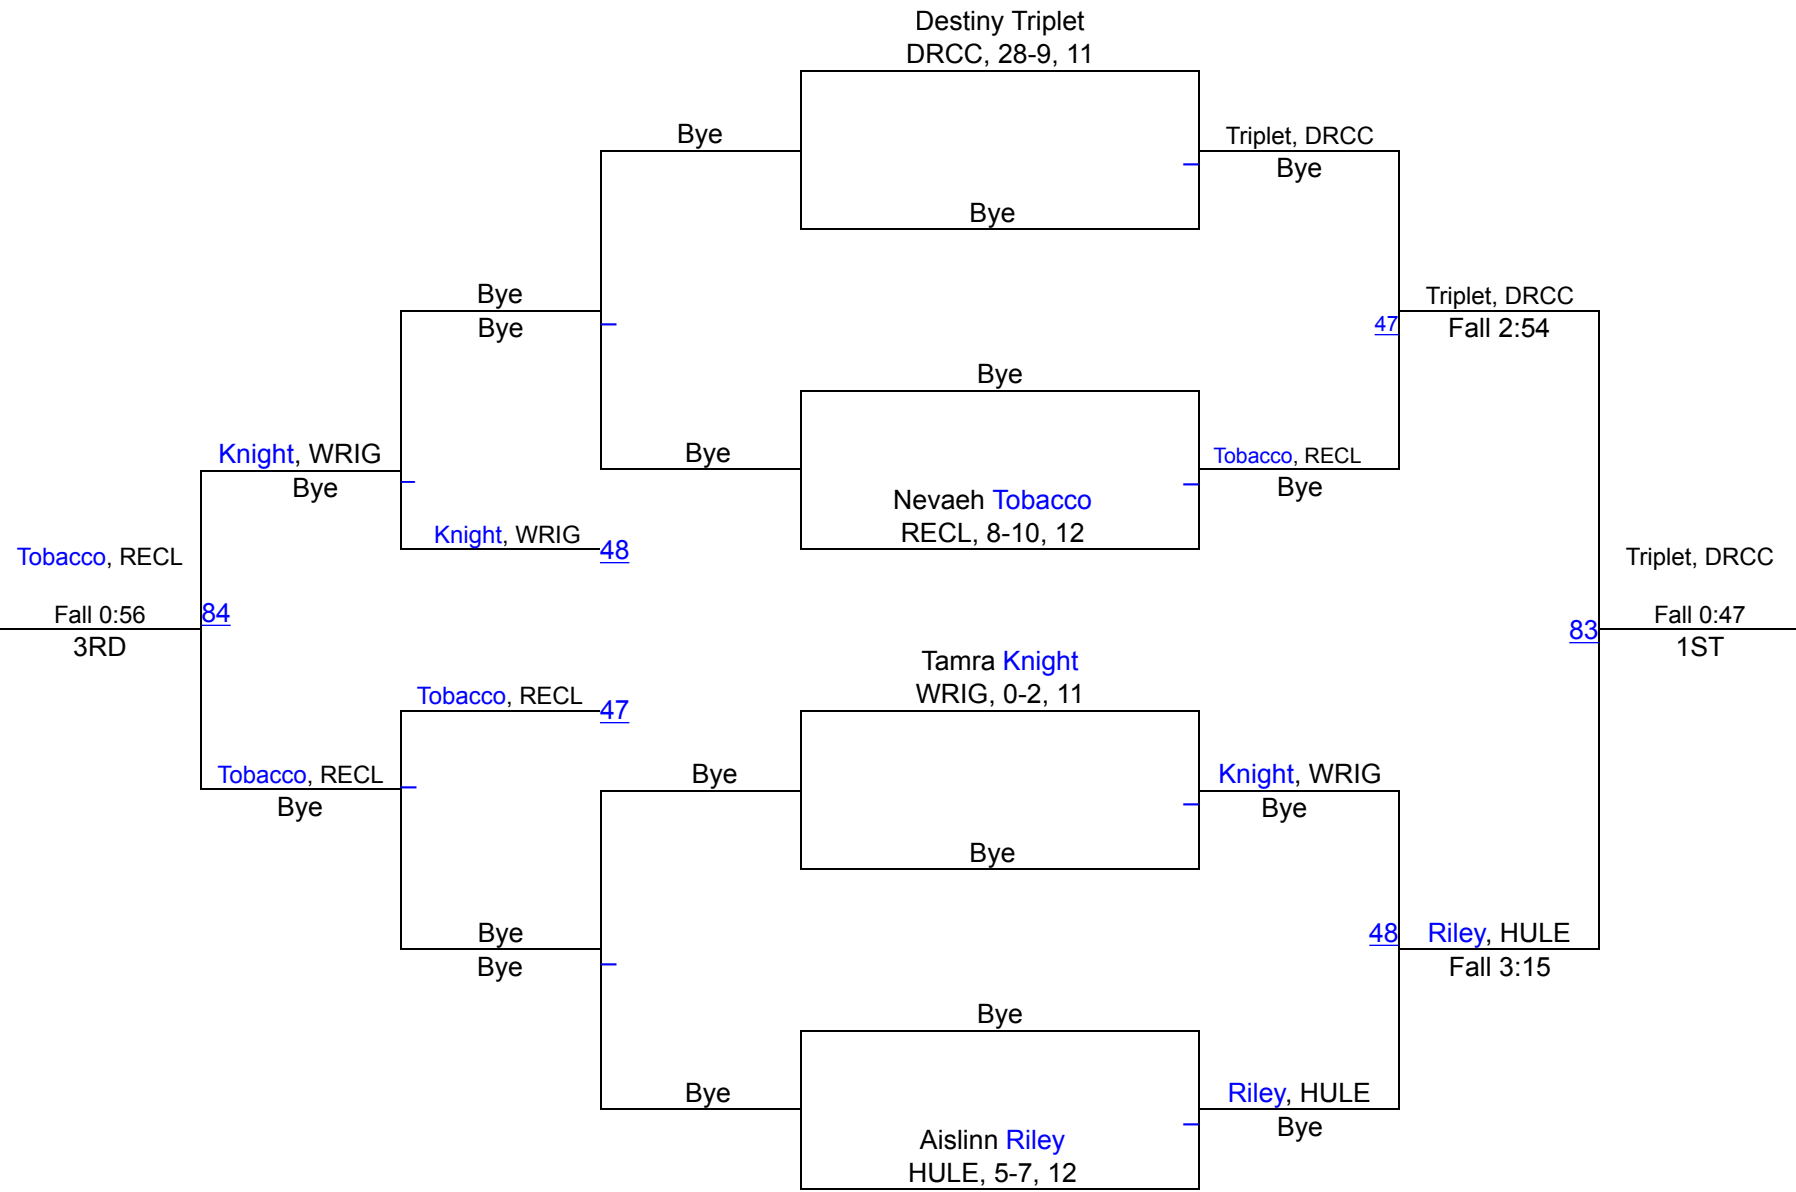 Destiny Triplet
DRCC, 28-9, 11
Bye
Triplet, DRCC
Bye
Bye
Bye
Bye
Triplet, DRCC
47
Fall 2:54
Bye
Knight, WRIG
Bye
Bye
Tobacco, RECL
Bye
Nevaeh Tobacco
RECL, 8-10, 12
Knight, WRIG
48
Tobacco, RECL
Fall 0:56
3RD
84
Triplet, DRCC
Fall 0:47
1ST
83
Tamra Knight
WRIG, 0-2, 11
Tobacco, RECL
47
Tobacco, RECL
Bye
Bye
Knight, WRIG
Bye
Bye
Bye
Bye
48
Riley, HULE
Fall 3:15
Bye
Bye
Riley, HULE
Bye
Aislinn Riley
HULE, 5-7, 12